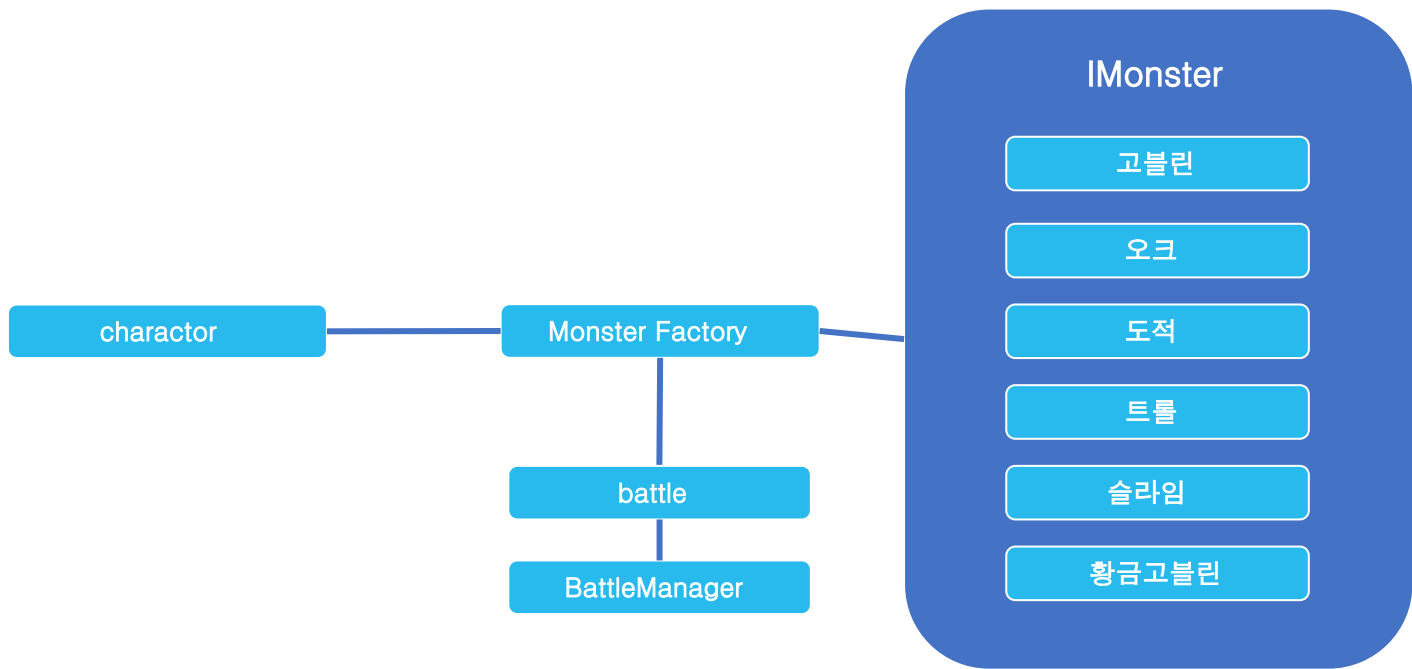 IMonster
고블린
오크
도적
트롤
슬라임
황금고블린
charactor
Monster Factory
battle
BattleManager